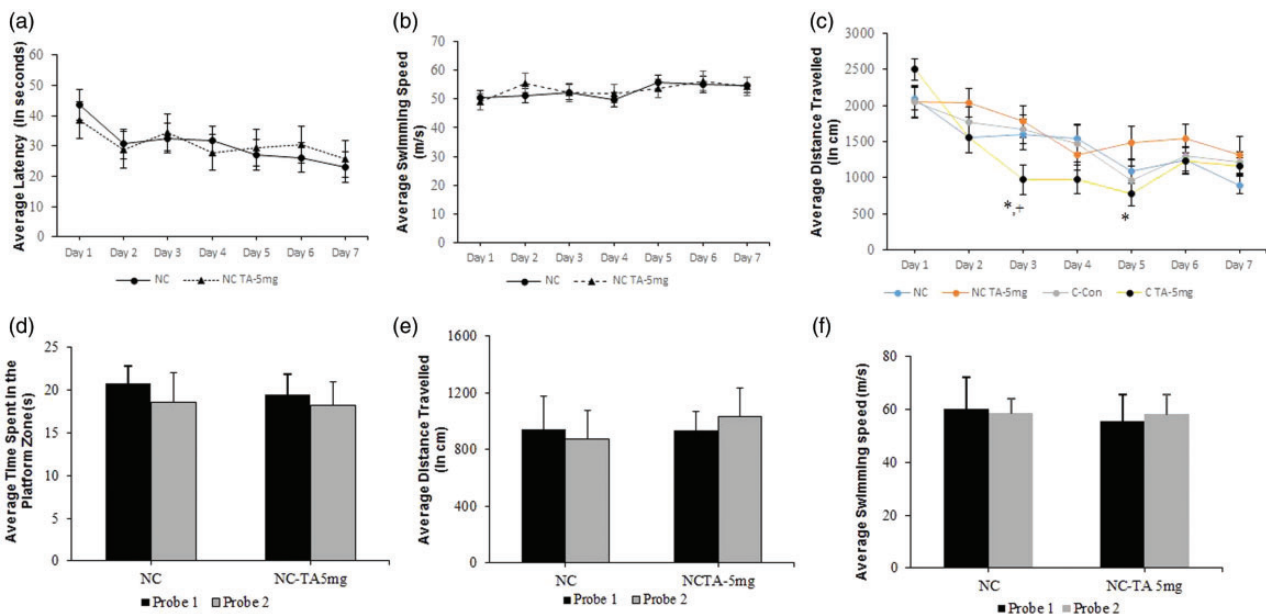 (a)
Average Latency (In seconds)
60
50
40
30
20
10
0
Day 1 Day 2 Day 3 Day 4 Day 5 Day 6 Day 7
NC NC TA-5mg
(b)
Average Swimming Speed
(m/s)
70
60
50
40
30
20
10
0
Day 1 Day 2 Day 3 Day 4 Day 5 Day 6 Day 7
NC NC TA-5mg
(c)
Average Distance Travelled
(In cm)
3000
2500
2000
1500
1000
500
0
*,+
*
Day 1 Day 2 Day 3 Day 4 Day 5 Day 6 Day 7
NC NC TA-5mg C-Con C TA-5mg
(d)
Average Time Spent in the
Platform Zone(s)
25
20
15
10
5
0
NC NC-TA5mg
Probe 1 Probe 2
(e)
Average Distance Travelled
(In cm)
1600
1200
800
400
0
NC NCTA-5mg
Probe 1 Probe 2
(f)
Average Swimming speed (m/s)
80
60
40
20
0
NC NC-TA 5mg
Probe 1 Probe 2